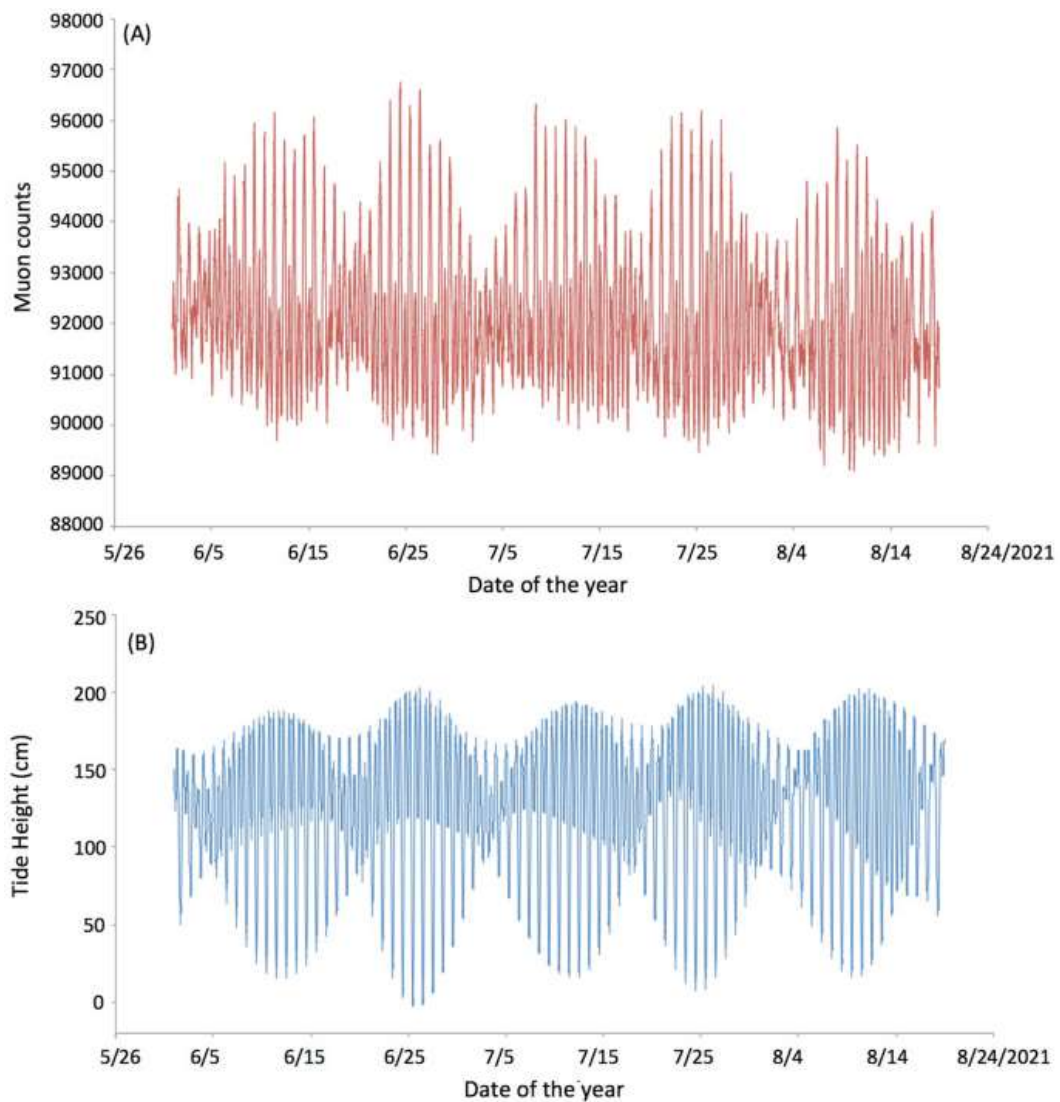 (A)
98000
97000
96000
95000
94000
93000
92000
91000
90000
89000
88000
Muon counts
5/26 6/5 6/15 6/25 7/5 7/15 7/25 8/4 8/14 8/24/2021
Date of the year
(B)
250
200
150
100
50
0
Tide Height (cm)
5/26 6/5 6/15 6/25 7/5 7/15 7/25 8/4 8/14 8/24/2021
Date of the year